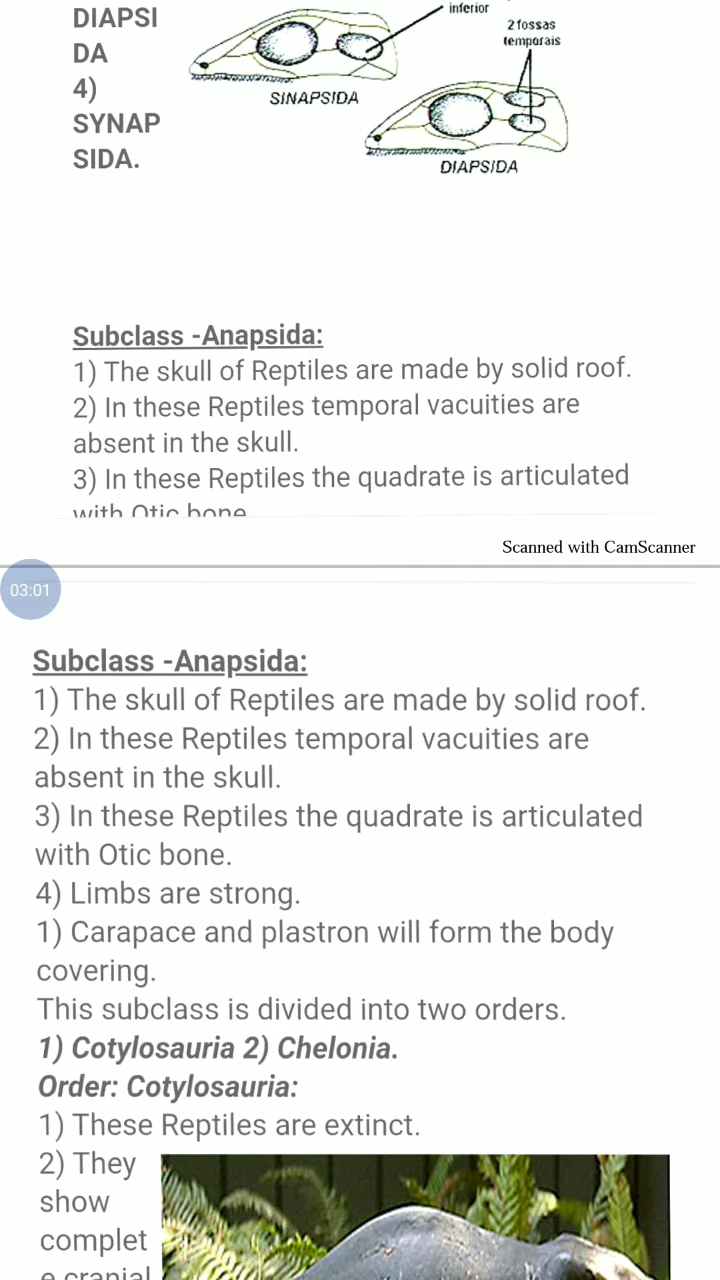 DIAPSI
DA
4)
SYNAP
SIDA.
inferior
2 fossas
temporais
SINAPSIDA
DIAPSIDA
Subclass -Anapsida:
1) The skull of Reptiles are made by solid roof.
2) In these Reptiles temporal vacuities are
absent in the skull.
3) In these Reptiles the quadrate is articulated
with Otic bone
Scanned with CamScanner
03:01
Subclass -Anapsida:
1) The skull of Reptiles are made by solid roof.
2) In these Reptiles temporal vacuities are
absent in the skull.
3) In these Reptiles the quadrate is articulated
with Otic bone.
4) Limbs are strong.
1) Carapace and plastron will form the body
covering.
This subclass is divided into two orders.
1) Cotylosauria 2) Chelonia.
Order: Cotylosauria:
1) These Reptiles are extinct.
2) They
show
complet
e cranial